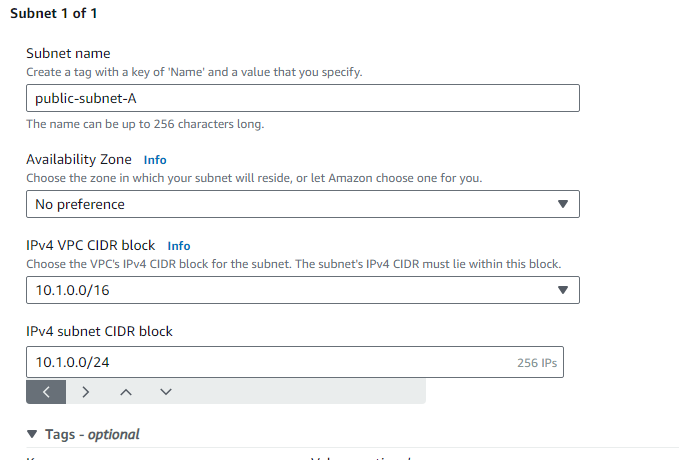 Subnet 1 of 1
Subnet name
Create a tag with a key of 'Name' and a value that you specify.
public-subnet-A
The name can be up to 256 characters long.
Availability Zone Info
Choose the zone in which your subnet will reside, or let Amazon choose one for you.
No preference
IPv4 VPC CIDR block Info
Choose the VPC's IPv4 CIDR block for the subnet. The subnet's IPv4 CIDR must lie within this block.
10.1.0.0/16
IPv4 subnet CIDR block
10.1.0.0/24 256 IPs
Tags - optional